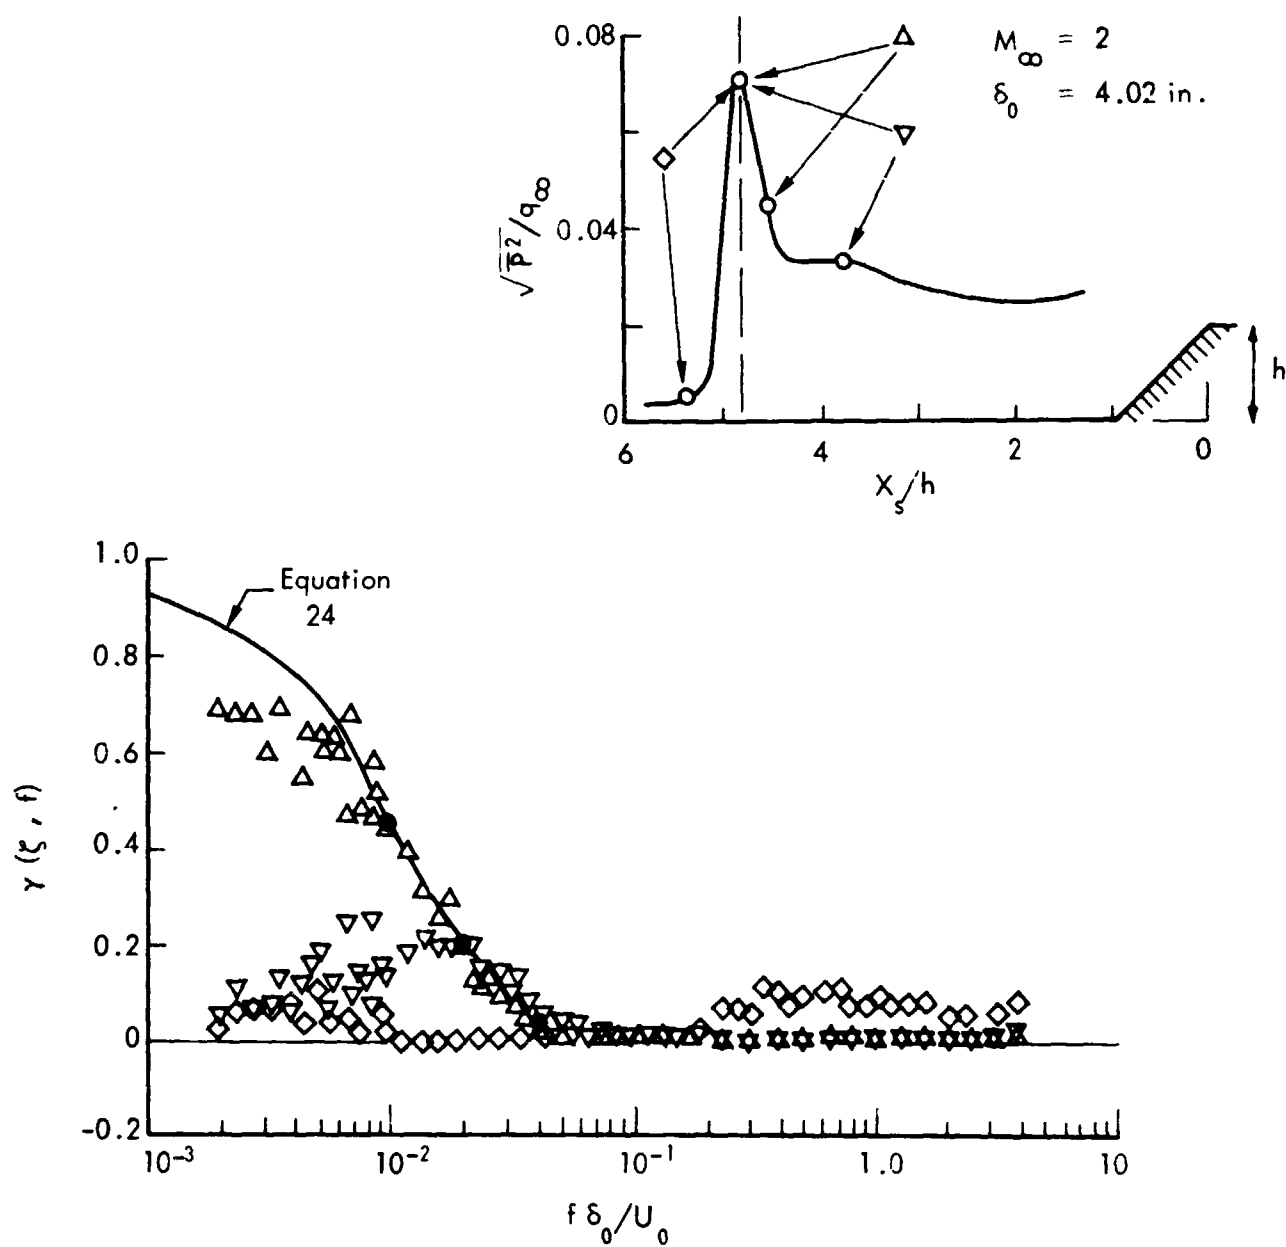 0.08
M∞ = 2
δ₀ = 4.02 in.
√P̅²/q∞
0.04
0
6
4
2
0
h
Xₛ/h
1.0
Equation
24
0.8
0.6
0.4
0.2
0
-0.2
γ (ζ , f)
10⁻³
10⁻²
10⁻¹
1.0
10
f δ₀/U₀